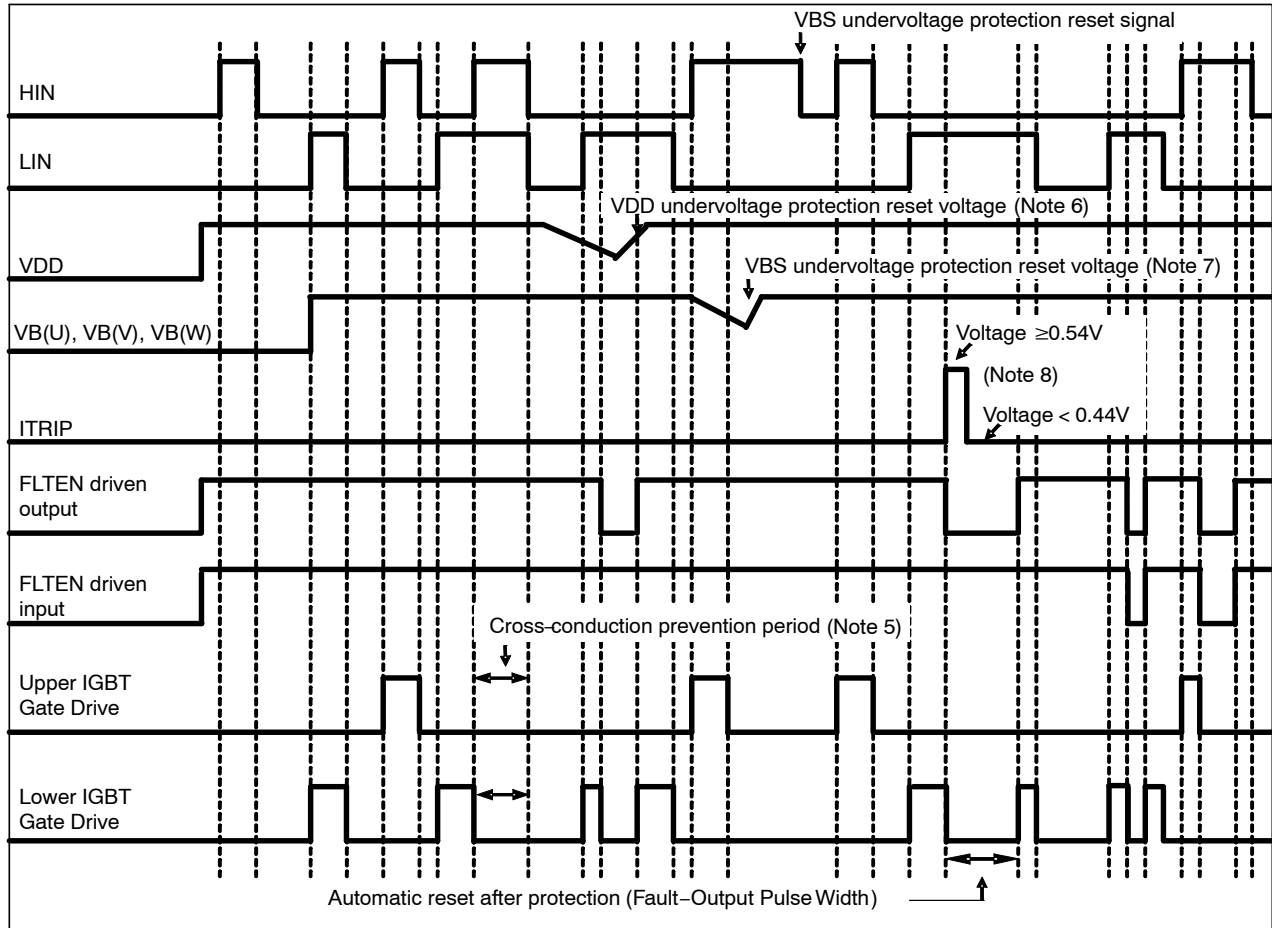 VBS undervoltage protection reset signal
HIN
LIN
VDD undervoltage protection reset voltage (Note 6)
VDD
VBS undervoltage protection reset voltage (Note 7)
VB(U), VB(V), VB(W)
Voltage ≥0.54V
(Note 8)
Voltage < 0.44V
ITRIP
FLTEN driven
output
FLTEN driven
input
Cross–conduction prevention period (Note 5)
Upper IGBT
Gate Drive
Lower IGBT
Gate Drive
Automatic reset after protection (Fault–Output Pulse Width)